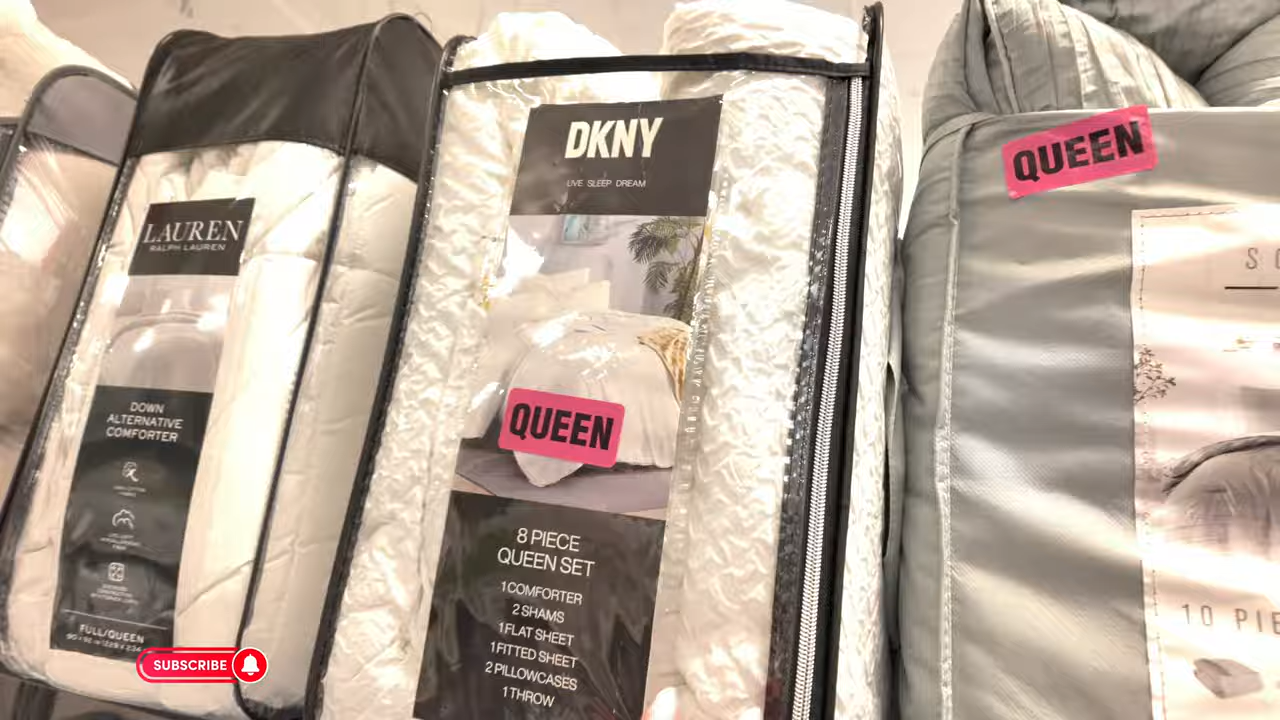 LAUREN
RALPH LAUREN
DOWN
ALTERNATIVE
COMFORTER
FULL/QUEEN
SUBSCRIBE
DKNY
LIVE SLEEP DREAM
QUEEN
8 PIECE
QUEEN SET
1 COMFORTER
2 SHAMS
1 FLAT SHEET
1 FITTED SHEET
2 PILLOWCASES
1 THROW
QUEEN
10 PIE